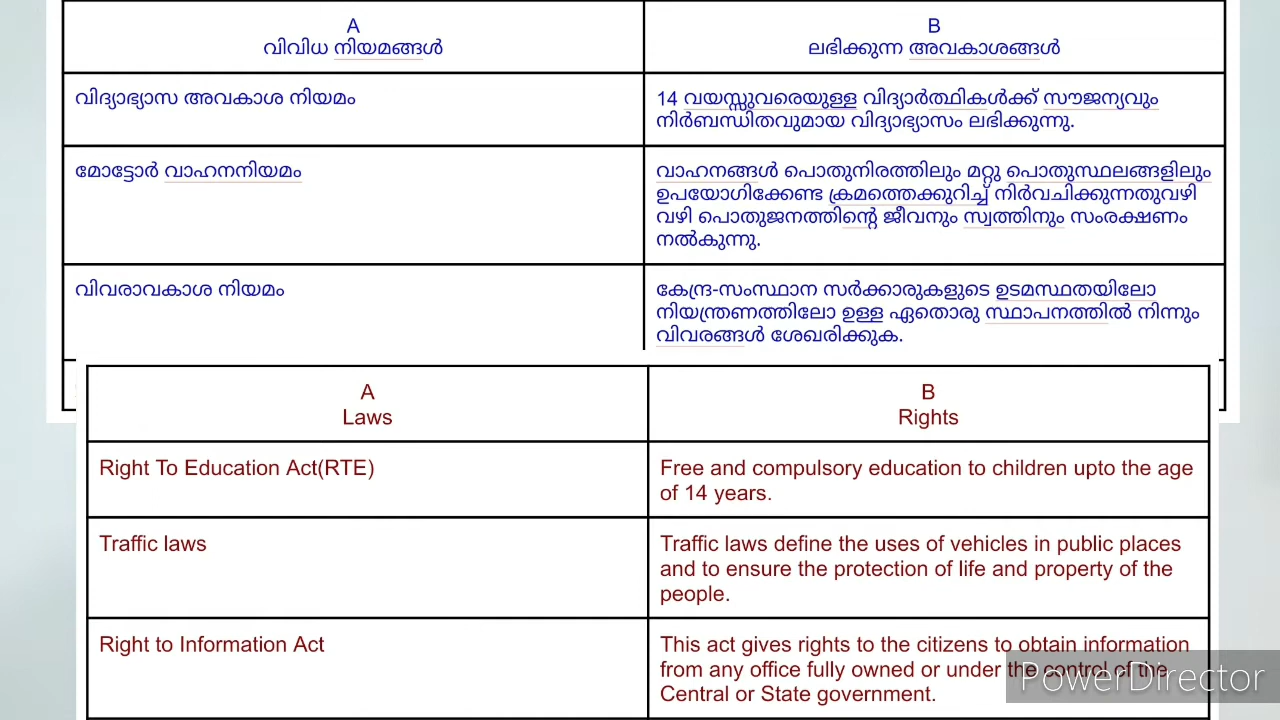 A
വിവിധ നിയമങ്ങൾ
B
ലഭിക്കുന്ന അവകാശങ്ങൾ
വിദ്യാഭ്യാസ അവകാശ നിയമം
14 വയസ്സുവരെയുള്ള വിദ്യാർത്ഥികൾക്ക് സൗജന്യവും
നിർബന്ധിതവുമായ വിദ്യാഭ്യാസം ലഭിക്കുന്നു.
മോട്ടോർ വാഹനനിയമം
വാഹനങ്ങൾ പൊതുനിരത്തിലും മറ്റു പൊതുസ്ഥലങ്ങളിലും
ഉപയോഗിക്കേണ്ട ക്രമത്തെക്കുറിച്ച് നിർവചിക്കുന്നതുവഴി
വഴി പൊതുജനത്തിന്റെ ജീവനും സ്വത്തിനും സംരക്ഷണം
നൽകുന്നു.
വിവരാവകാശ നിയമം
കേന്ദ്ര-സംസ്ഥാന സർക്കാരുകളുടെ ഉടമസ്ഥതയിലോ
നിയന്ത്രണത്തിലോ ഉള്ള ഏതൊരു സ്ഥാപനത്തിൽ നിന്നും
വിവരങ്ങൾ ശേഖരിക്കുക.
A
Laws
B
Rights
Right To Education Act(RTE)
Free and compulsory education to children upto the age
of 14 years.
Traffic laws
Traffic laws define the uses of vehicles in public places
and to ensure the protection of life and property of the
people.
Right to Information Act
This act gives rights to the citizens to obtain information
from any office fully owned or under the control of the
Central or State government.
PowerDirector